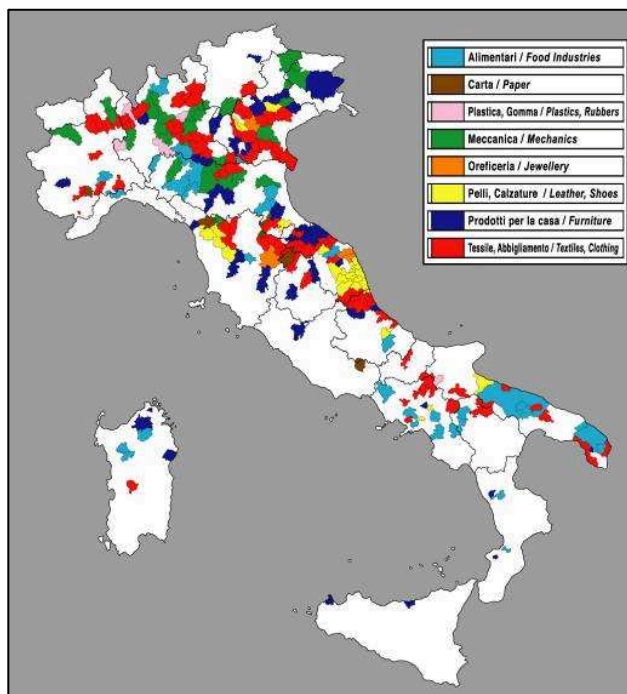 Alimentari / Food Industries
Carta / Paper
Plastica, Gomma / Plastics, Rubbers
Meccanica / Mechanics
Oreficeria / Jewellery
Pelli, Calzature / Leather, Shoes
Prodotti per la casa / Furniture
Tessile, Abbigliamento / Textiles, Clothing